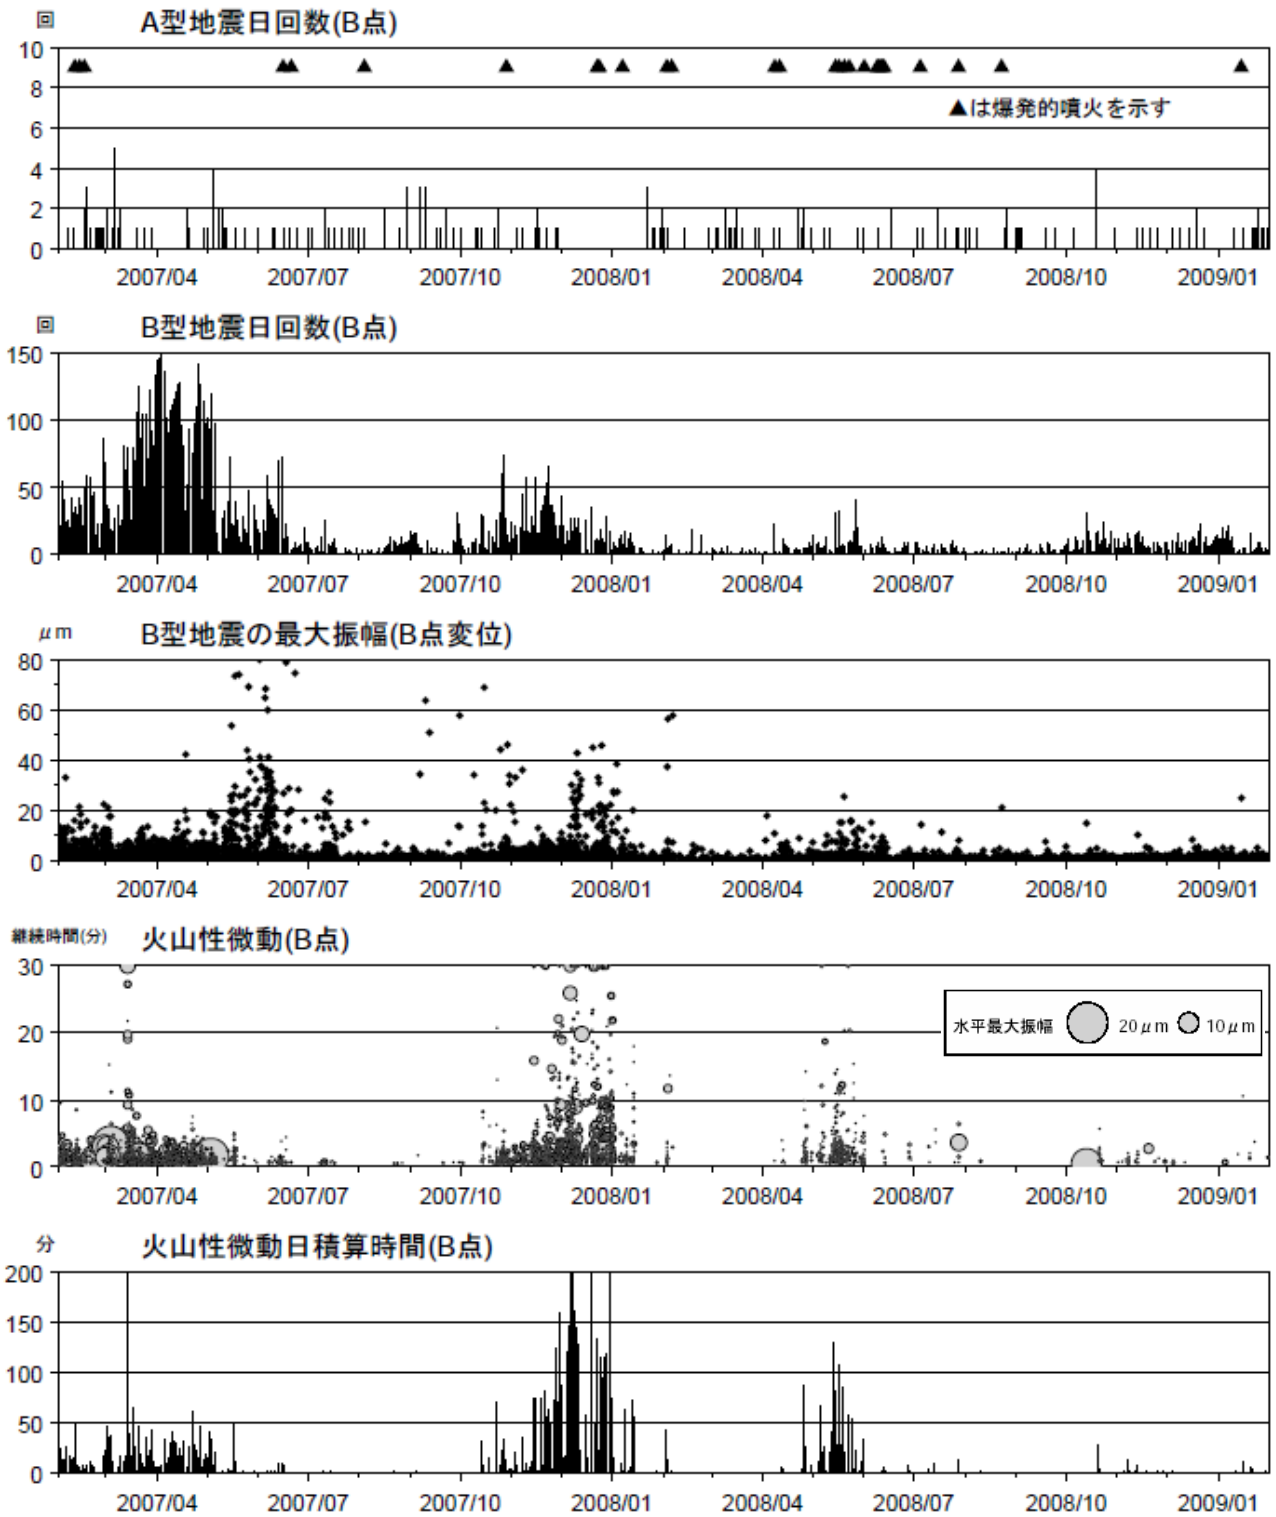 回 A型地震日回数(B点)
10
8
▲は爆発的噴火を示す
6
4
2
0
2007/04 2007/07 2007/10 2008/01 2008/04 2008/07 2008/10 2009/01
回 B型地震日回数(B点)
150
100
50
0
2007/04 2007/07 2007/10 2008/01 2008/04 2008/07 2008/10 2009/01
μm B型地震の最大振幅(B点変位)
80
60
40
20
0
2007/04 2007/07 2007/10 2008/01 2008/04 2008/07 2008/10 2009/01
継続時間(分) 火山性微動(B点)
30
水平最大振幅 20μm 10μm
20
10
0
2007/04 2007/07 2007/10 2008/01 2008/04 2008/07 2008/10 2009/01
分 火山性微動日積算時間(B点)
200
150
100
50
0
2007/04 2007/07 2007/10 2008/01 2008/04 2008/07 2008/10 2009/01